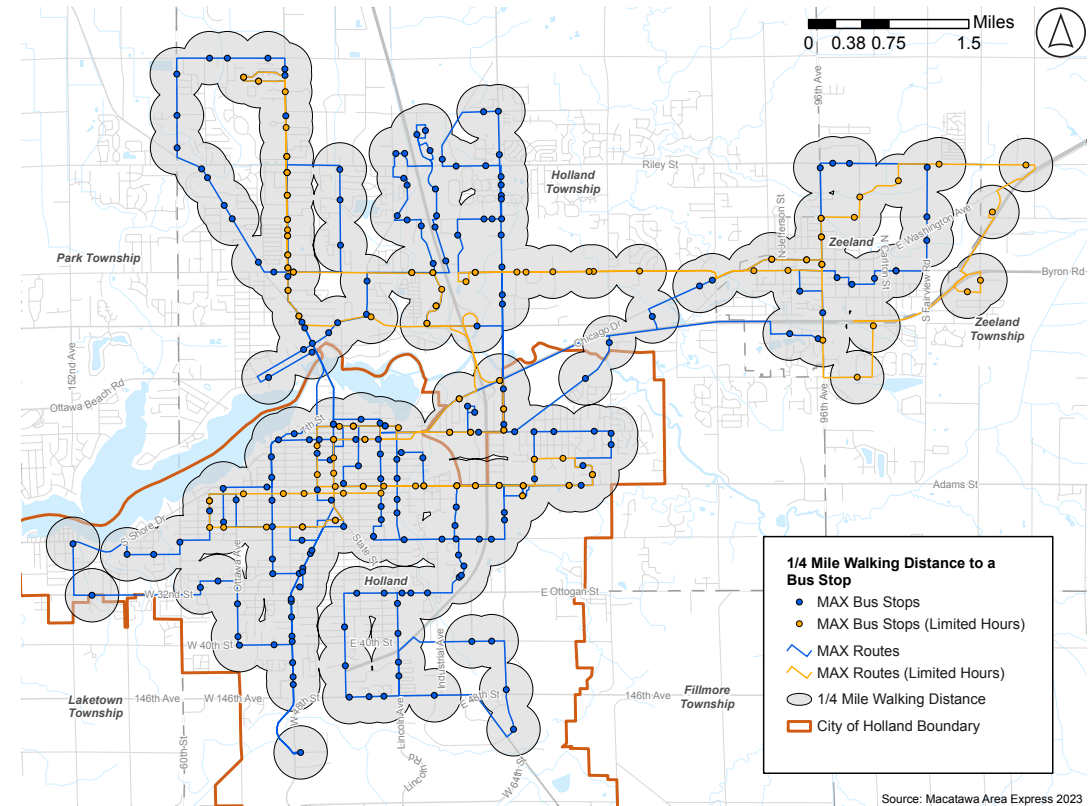 Miles
0 0.38 0.75 1.5
96th Ave
Riley St
Holland
Township
N Jefferson St
Zeeland
E Washington Ave
Park Township
N Carlton St
S Fairview Rd
Byron Rd
Zeeland
Township
Chicago Dr
152nd Ave
Ottawa Beach Rd
96th Ave
7th St
Adams St
S Shore Dr
State St
Ottawa Ave
Holland
W 32nd St
E Ottogan St
W 40th St
E 40th St
Industrial Ave
146th Ave
W 146th Ave
W 48th St
E 48th St
146th Ave
Laketown
Township
Fillmore
Township
Lincoln Ave
60th St
Lincoln Rd
W 64th St
1/4 Mile Walking Distance to a
Bus Stop
MAX Bus Stops
MAX Bus Stops (Limited Hours)
MAX Routes
MAX Routes (Limited Hours)
1/4 Mile Walking Distance
City of Holland Boundary
Source: Macatawa Area Express 2023